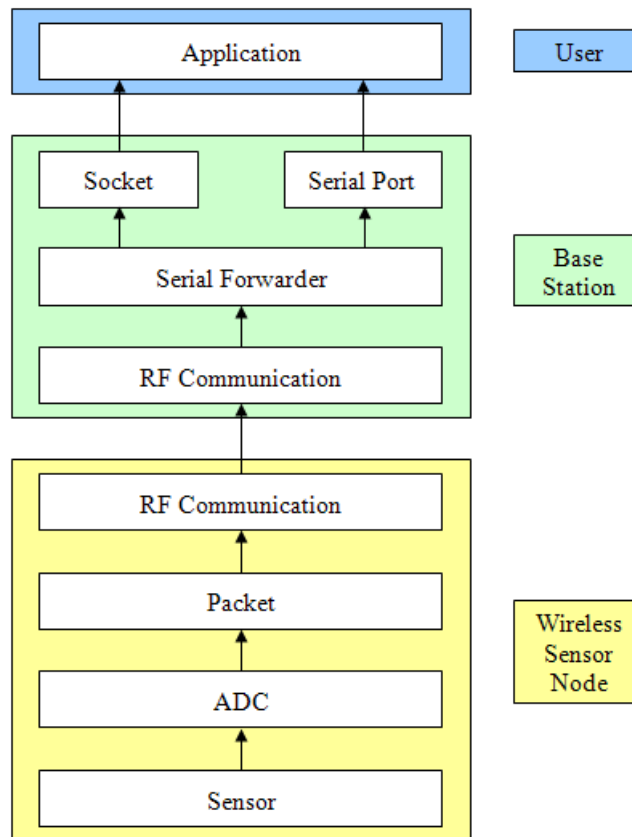 Application
User
Socket
Serial Port
Serial Forwarder
Base
Station
RF Communication
RF Communication
Packet
Wireless
Sensor
Node
ADC
Sensor